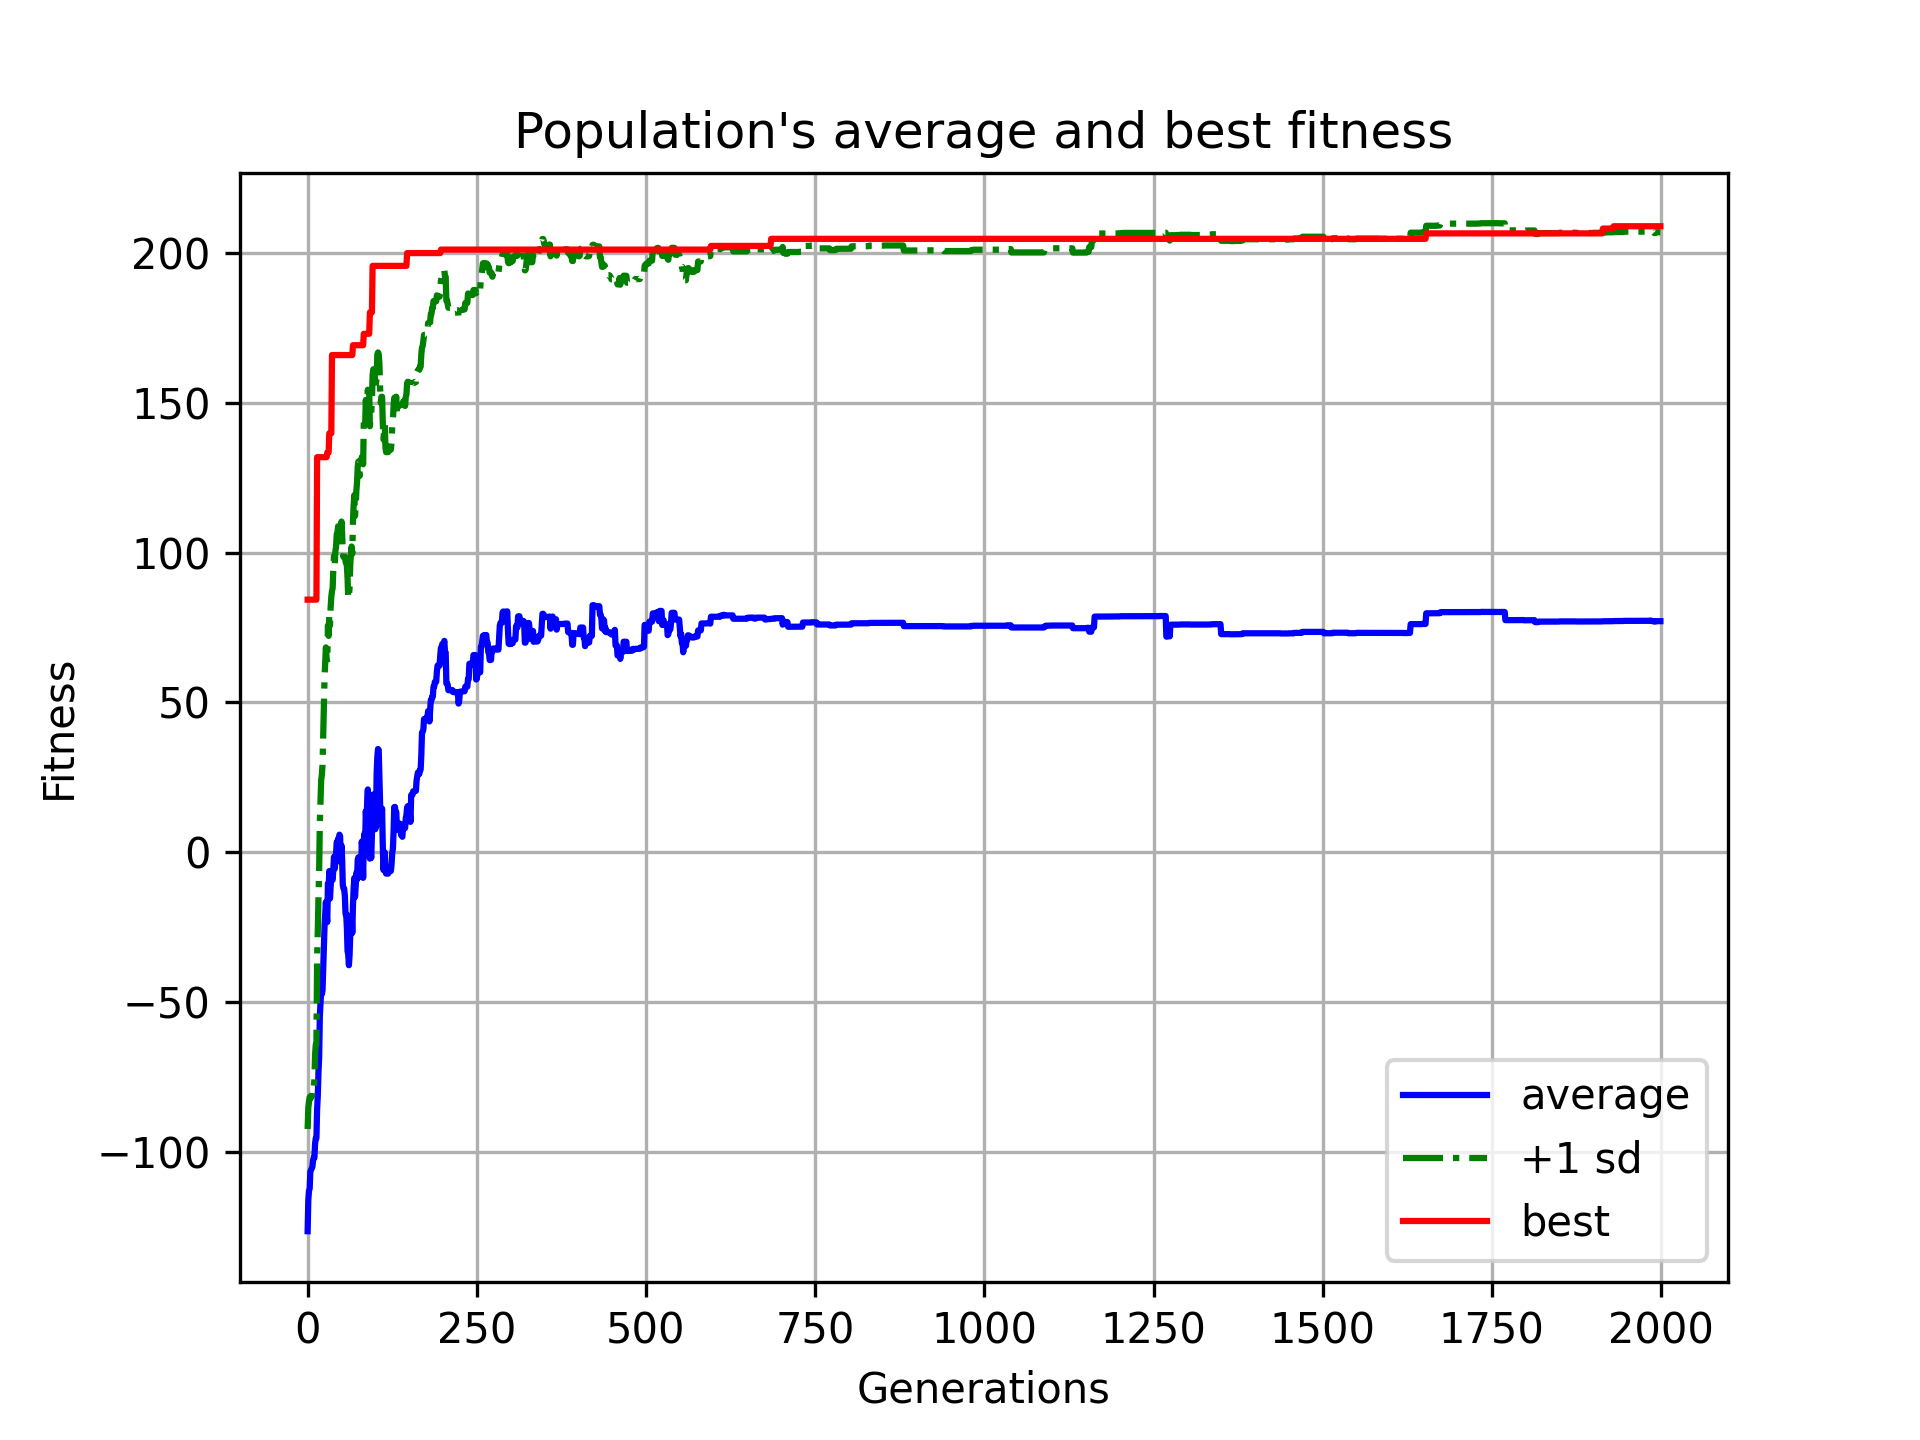 Population's average and best fitness
Fitness
200
150
100
50
0
−50
−100
0 250 500 750 1000 1250 1500 1750 2000
Generations
average
+1 sd
best